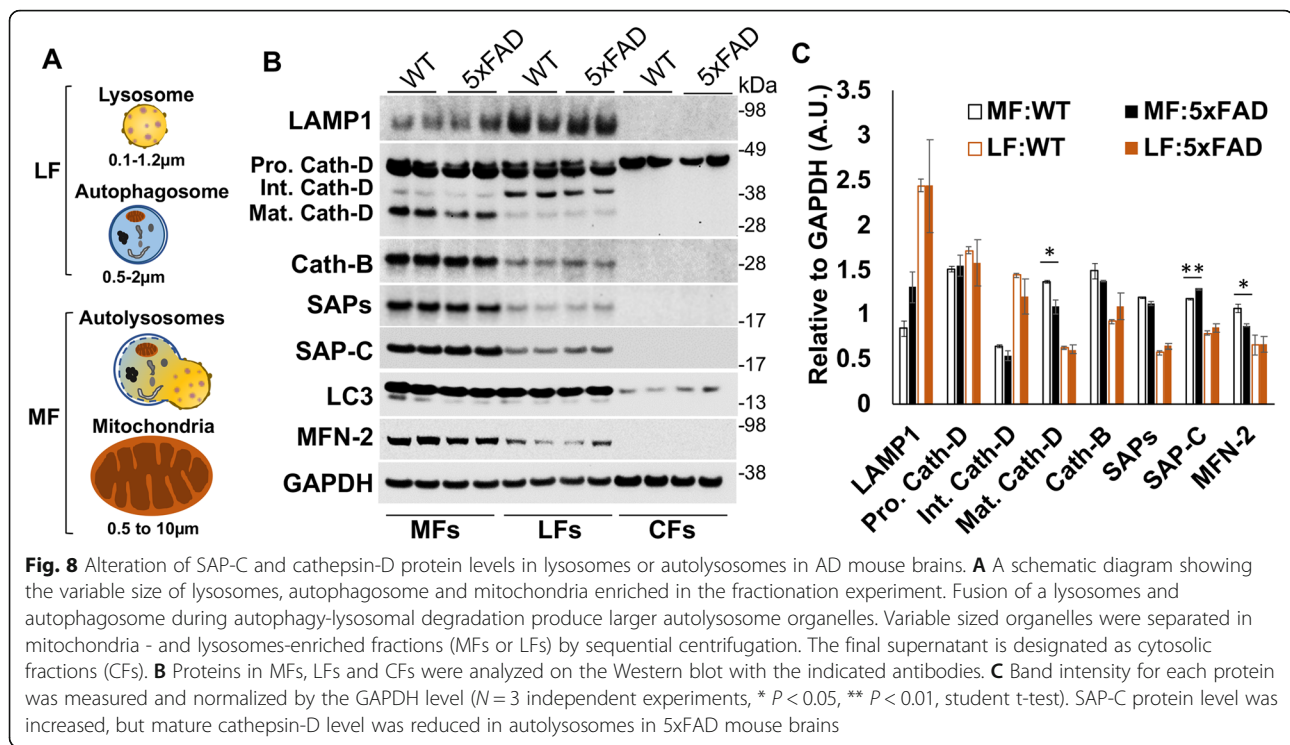 A
LF
Lysosome
0.1-1.2µm
Autophagosome
0.5-2µm
MF
Autolysosomes
Mitochondria
0.5 to 10µm
B
WT 5xFAD WT 5xFAD WT 5xFAD
kDa
LAMP1
-98
-49
Pro. Cath-D
Int. Cath-D
-38
Mat. Cath-D
-28
Cath-B
-28
SAPs
-17
SAP-C
-17
LC3
-13
-98
MFN-2
-38
GAPDH
MFs LFs CFs
C
Relative to GAPDH (A.U.)
3.5
3
2.5
2
1.5
1
0.5
0
MF:WT MF:5xFAD
LF:WT LF:5xFAD
* ** *
LAMP1
Pro. Cath-D
Int. Cath-D
Mat. Cath-D
Cath-B
SAPs
SAP-C
MFN-2
Fig. 8 Alteration of SAP-C and cathepsin-D protein levels in lysosomes or autolysosomes in AD mouse brains. A A schematic diagram showing
the variable size of lysosomes, autophagosome and mitochondria enriched in the fractionation experiment. Fusion of a lysosomes and
autophagosome during autophagy-lysosomal degradation produce larger autolysosome organelles. Variable sized organelles were separated in
mitochondria - and lysosomes-enriched fractions (MFs or LFs) by sequential centrifugation. The final supernatant is designated as cytosolic
fractions (CFs). B Proteins in MFs, LFs and CFs were analyzed on the Western blot with the indicated antibodies. C Band intensity for each protein
was measured and normalized by the GAPDH level (N = 3 independent experiments, * P < 0.05, ** P < 0.01, student t-test). SAP-C protein level was
increased, but mature cathepsin-D level was reduced in autolysosomes in 5xFAD mouse brains